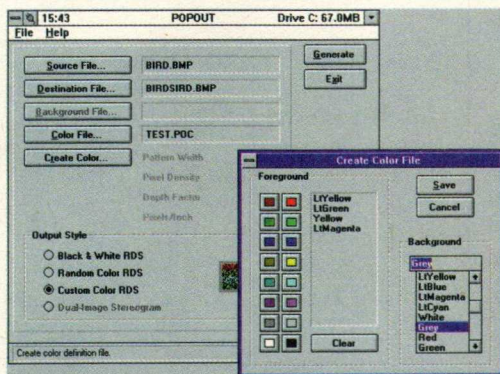 15:43 POPOUT Drive C: 67.0MB
File Help
Source File... BIRD.BMP
Destination File... BIRDSIRD.BMP
Background File...
Color File... TEST.POC
Create Color...
Generate
Exit
Pattern Width
Pixel Density
Depth Factor
Pixels/Inch
Output Style
Black & White RDS
Random Color RDS
Custom Color RDS
Dual-Image Stereogram
Create color definition file.
Create Color File
Foreground
LtYellow
LtGreen
Yellow
LtMagenta
Clear
Save
Cancel
Background
Grey
LtYellow
LtBlue
LtMagenta
LtCyan
White
Grey
Red
Green